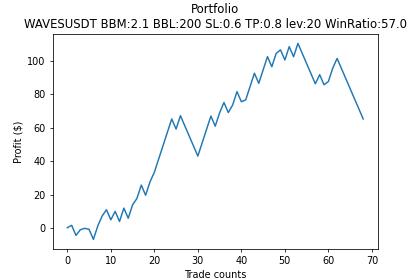 Portfolio
WAVESUSDT BBM:2.1 BBL:200 SL:0.6 TP:0.8 lev:20 WinRatio:57.0
100
80
60
40
20
0
Profit ($)
0 10 20 30 40 50 60 70
Trade counts